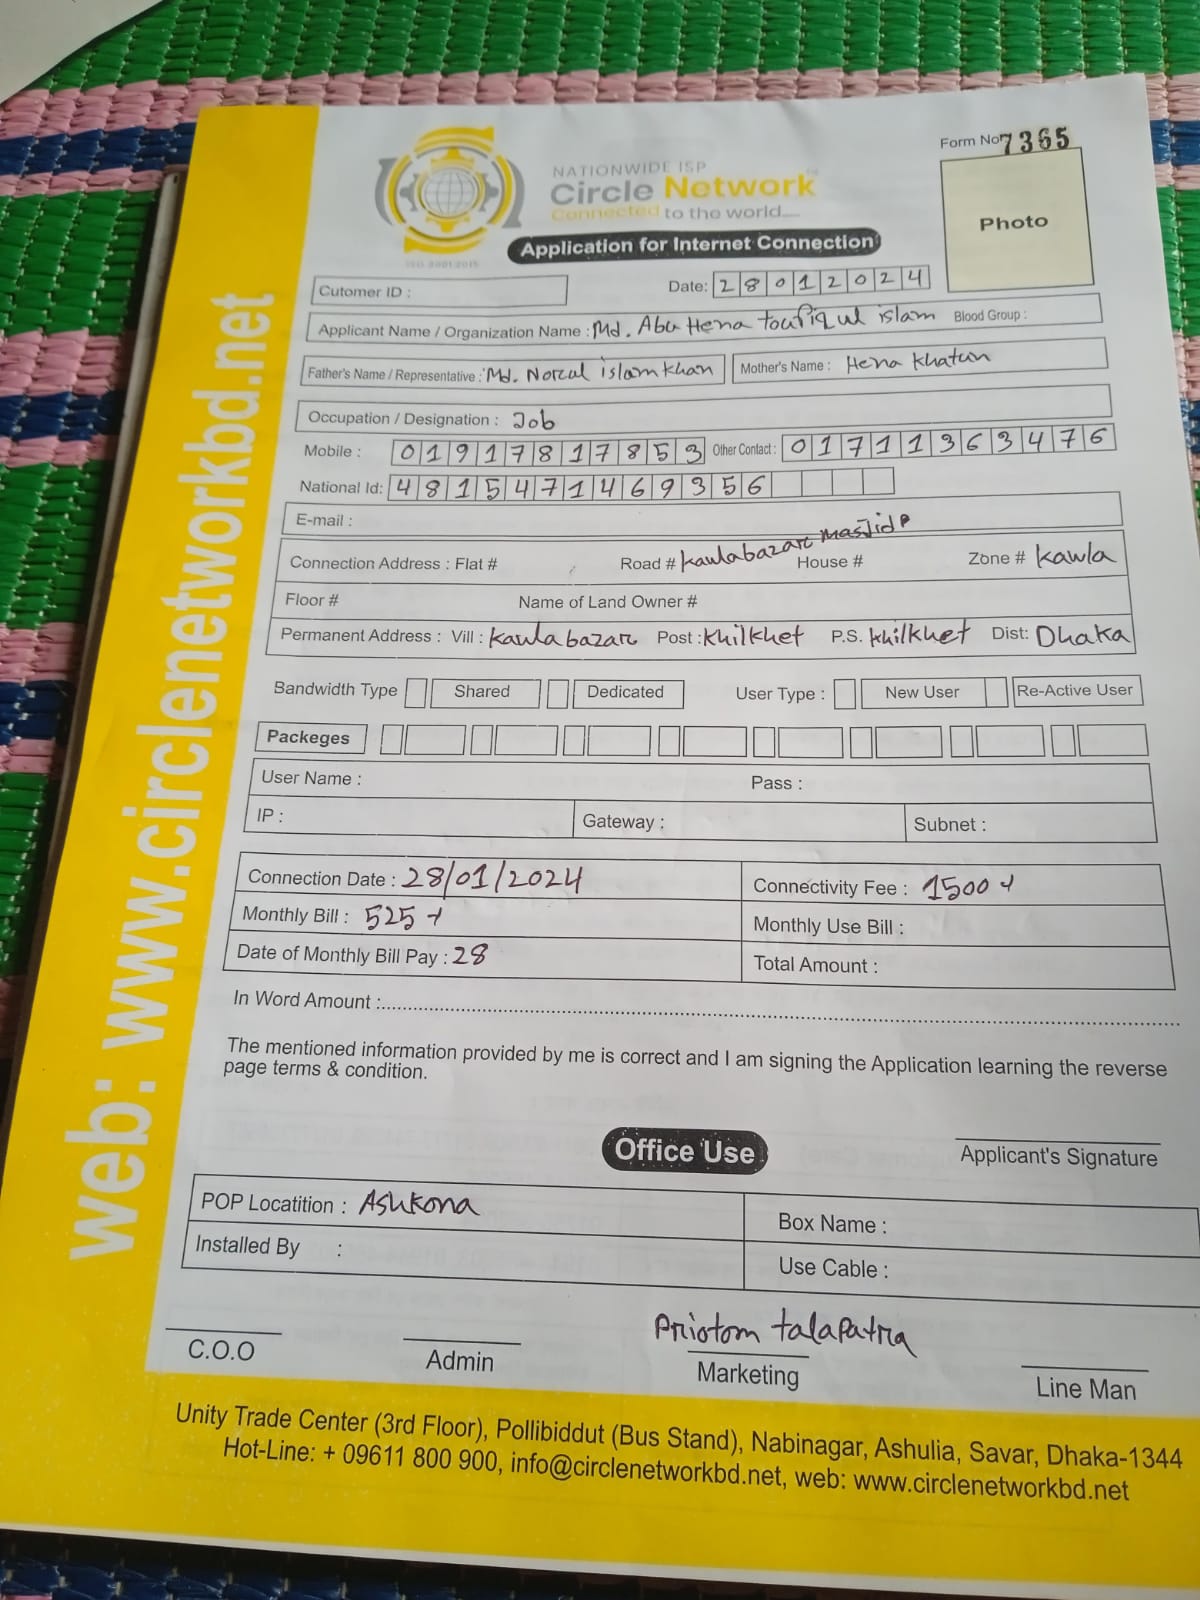 Form No 7365
NATIONWIDE ISP
Circle Network
Connected to the world....
ISO 9001:2015
Photo
Application for Internet Connection
Cutomer ID :
Date: 28012024
Applicant Name / Organization Name : Md. Abu Hena toufiqul islam Blood Group :
Father's Name / Representative : Md. Norul islam khan Mother's Name : Hena Khatun
Occupation / Designation : Job
Mobile : 01917817853 Other Contact : 01711363476
National Id: 4815471469356
E-mail :
Connection Address : Flat # Road # kawlabazar masjid House # Zone # kawla
Floor # Name of Land Owner #
Permanent Address : Vill : kawla bazar Post : khilkhet P.S. khilkhet Dist: Dhaka
Bandwidth Type Shared Dedicated User Type : New User Re-Active User
Packeges
User Name : Pass :
IP : Gateway : Subnet :
Connection Date : 28/01/2024 Connectivity Fee : 1500
Monthly Bill : 525 Monthly Use Bill :
Date of Monthly Bill Pay : 28 Total Amount :
In Word Amount :
The mentioned information provided by me is correct and I am signing the Application learning the reverse
page terms & condition.
Office Use
Applicant's Signature
POP Locatition : Ashkona Box Name :
Installed By : Use Cable :
Priotom talapatra
C.O.O Admin Marketing Line Man
Unity Trade Center (3rd Floor), Pollibiddut (Bus Stand), Nabinagar, Ashulia, Savar, Dhaka-1344
Hot-Line: + 09611 800 900, info@circlenetworkbd.net, web: www.circlenetworkbd.net
web: www.circlenetworkbd.net